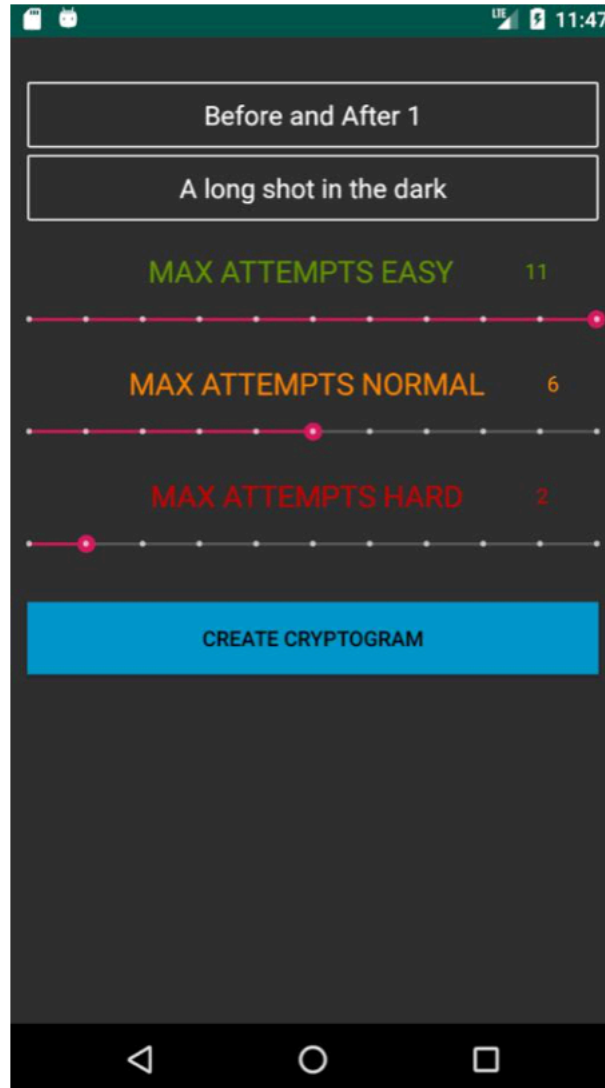 LTE 11:47
Before and After 1
A long shot in the dark
MAX ATTEMPTS EASY 11
MAX ATTEMPTS NORMAL 6
MAX ATTEMPTS HARD 2
CREATE CRYPTOGRAM